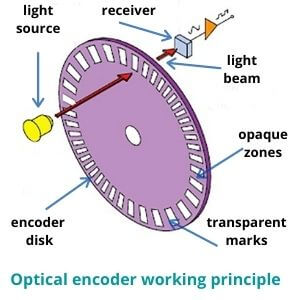 light
source
receiver
light
beam
opaque
zones
encoder
disk
transparent
marks
Optical encoder working principle